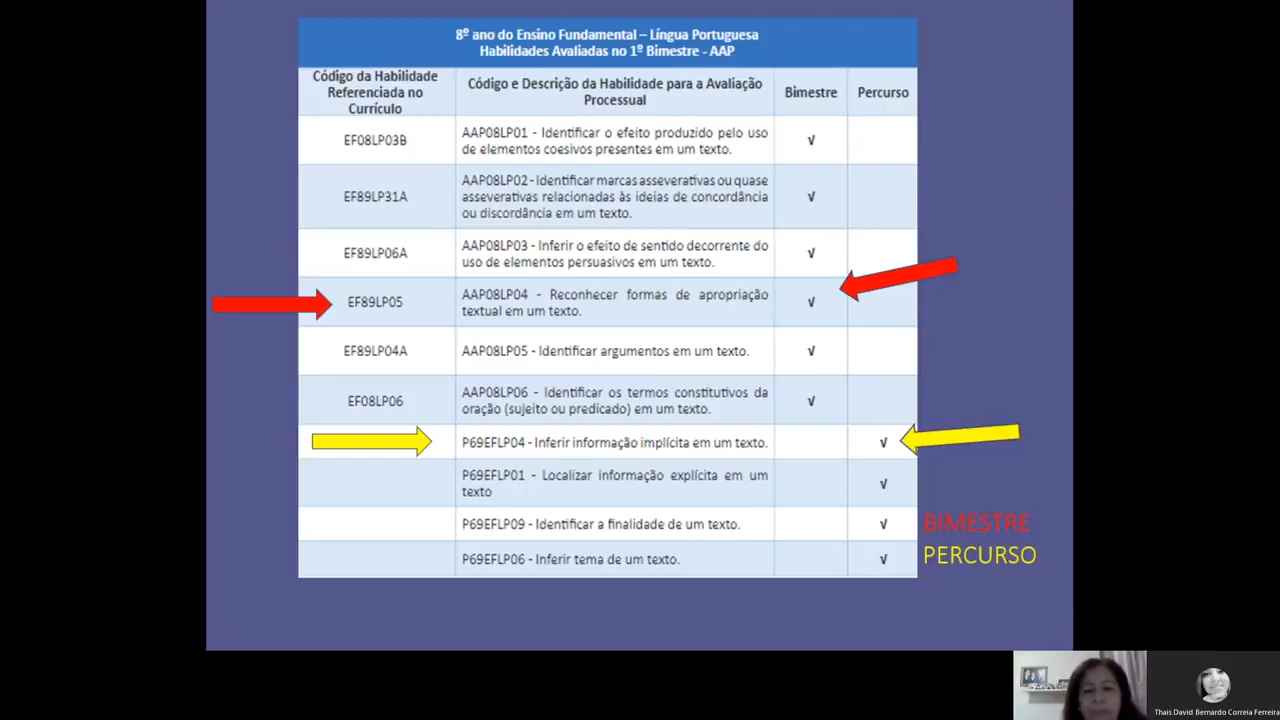 8º ano do Ensino Fundamental – Língua Portuguesa
Habilidades Avaliadas no 1º Bimestre - AAP
Código da Habilidade
Referenciada no
Currículo
Código e Descrição da Habilidade para a Avaliação
Processual
Bimestre
Percurso
EF08LP03B
AAP08LP01 - Identificar o efeito produzido pelo uso
de elementos coesivos presentes em um texto.
√
EF89LP31A
AAP08LP02 - Identificar marcas asseverativas ou quase
asseverativas relacionadas às ideias de concordância
ou discordância em um texto.
√
EF89LP06A
AAP08LP03 - Inferir o efeito de sentido decorrente do
uso de elementos persuasivos em um texto.
√
EF89LP05
AAP08LP04 - Reconhecer formas de apropriação
textual em um texto.
√
EF89LP04A
AAP08LP05 - Identificar argumentos em um texto.
√
EF08LP06
AAP08LP06 - Identificar os termos constitutivos da
oração (sujeito ou predicado) em um texto.
√
P69EFLP04 - Inferir informação implícita em um texto.
√
P69EFLP01 - Localizar informação explícita em um
texto
√
P69EFLP09 - Identificar a finalidade de um texto.
√
P69EFLP06 - Inferir tema de um texto.
√
BIMESTRE
PERCURSO
Thais David Bernardo Correia Ferreira